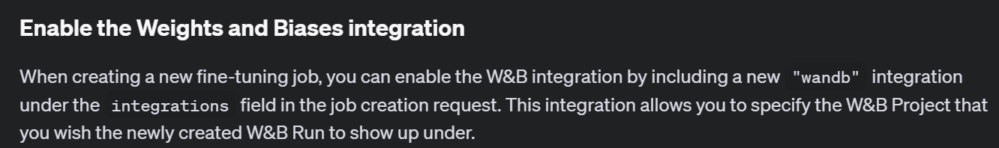 Enable the Weights and Biases integration
When creating a new fine-tuning job, you can enable the W&B integration by including a new "wandb" integration
under the integrations field in the job creation request. This integration allows you to specify the W&B Project that
you wish the newly created W&B Run to show up under.